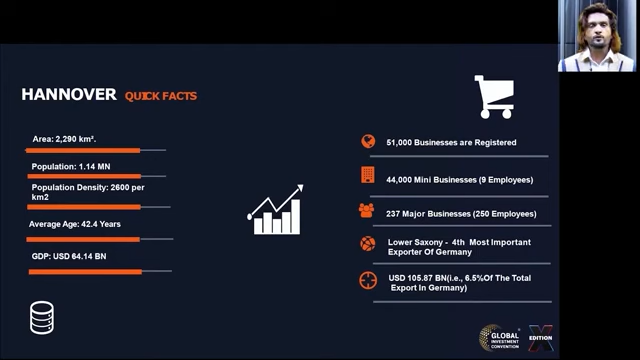 HANNOVER QUICK FACTS
Area: 2,290 km².
Population: 1.14 MN
Population Density: 2600 per
km2
Average Age: 42.4 Years
GDP: USD 64.14 BN
51,000 Businesses are Registered
44,000 Mini Businesses (9 Employees)
237 Major Businesses (250 Employees)
Lower Saxony - 4th Most Important
Exporter of Germany
USD 105.87 BN(i.e., 6.5%Of The Total
Export in Germany)
GLOBAL
INVESTMENT
CONVENTION
EDITION
X